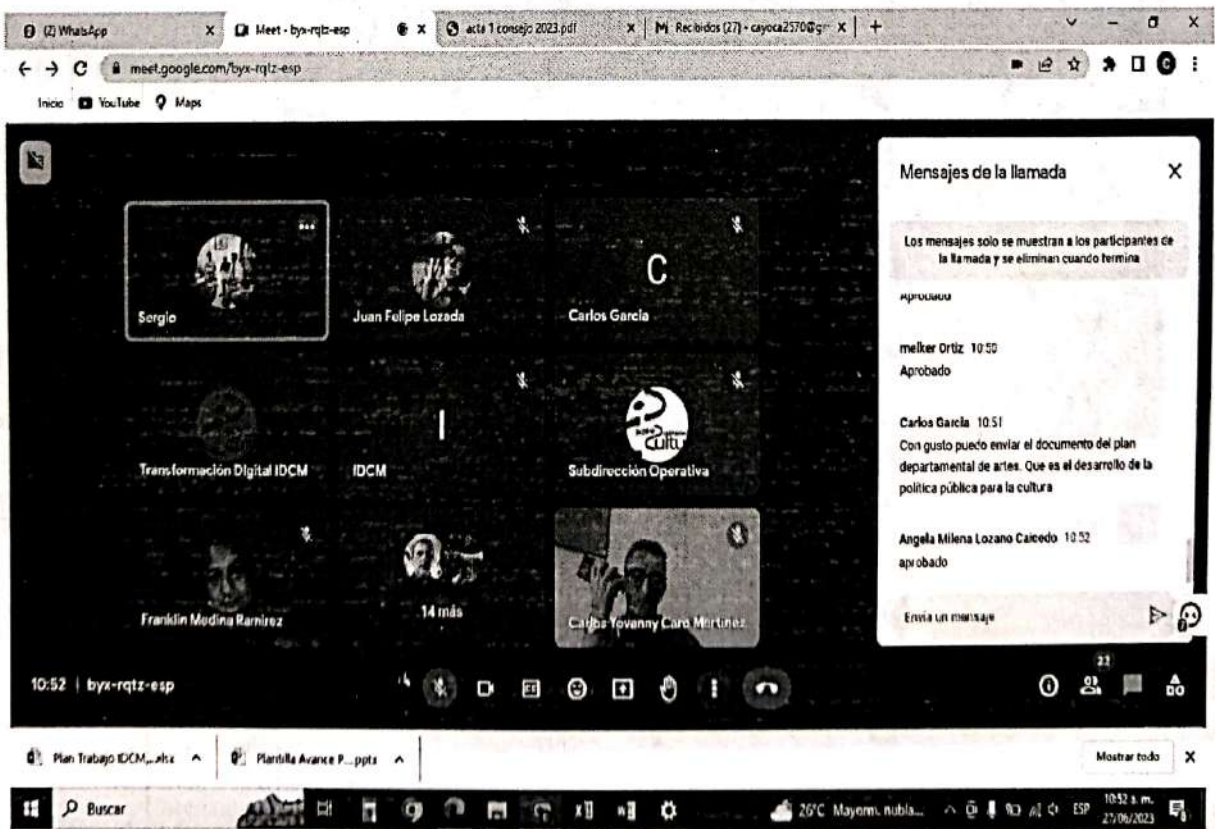 (2) WhatsApp
Meet - byx-rqtz-esp
acta 1 consejo 2023.pdf
Recibidos (27) - cayoca2570@gm
meet.google.com/byx-rqtz-esp
Inicio YouTube Maps
Mensajes de la llamada
Los mensajes solo se muestran a los participantes de
la llamada y se eliminan cuando termina
Aprobado
melker Ortiz 10:50
Aprobado
Carlos García 10:51
Con gusto puedo enviar el documento del plan
departamental de artes. Que es el desarrollo de la
política pública para la cultura
Angela Milena Lozano Caicedo 10:52
aprobado
Envía un mensaje
Sergio
Juan Felipe Lozada
C
Carlos García
Transformación Digital IDCM
I
IDCM
cultu
Subdirección Operativa
Franklin Medina Ramirez
14 más
Carlos Yovanny Caro Martinez
10:52 | byx-rqtz-esp
22
Plan Trabajo IDCM,...xlsx
Plantilla Avance P....pptx
Mostrar todo
Buscar
26°C Mayorm. nubla...
ESP
10:52 a. m.
27/06/2023